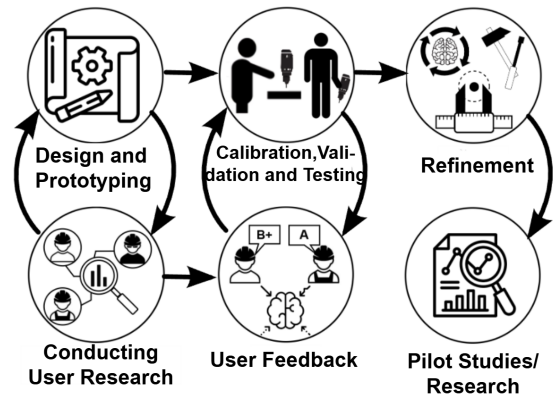 Design and
Prototyping
Calibration,Vali-
dation and Testing
Refinement
B+
A
Conducting
User Research
User Feedback
Pilot Studies/
Research